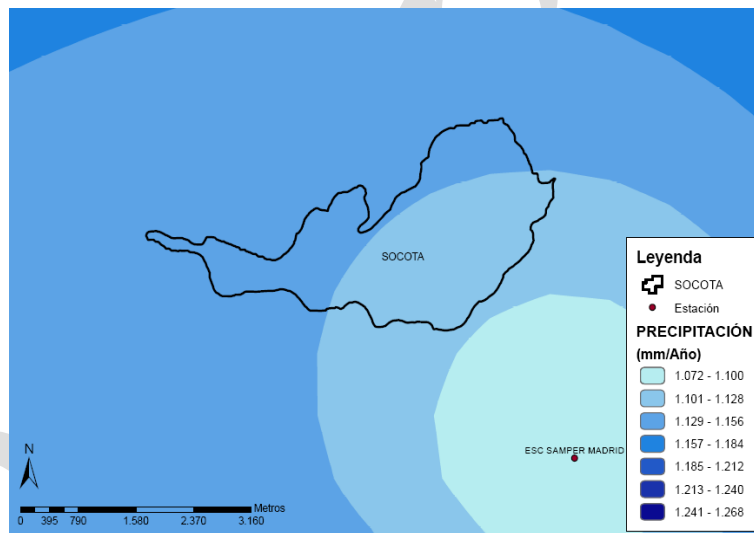 SOCOTA
Leyenda
SOCOTA
Estación
PRECIPITACIÓN
(mm/Año)
1.072 - 1.100
1.101 - 1.128
1.129 - 1.156
1.157 - 1.184
1.185 - 1.212
1.213 - 1.240
1.241 - 1.268
ESC SAMPER MADRID
N
Metros
0 395 790 1.580 2.370 3.160